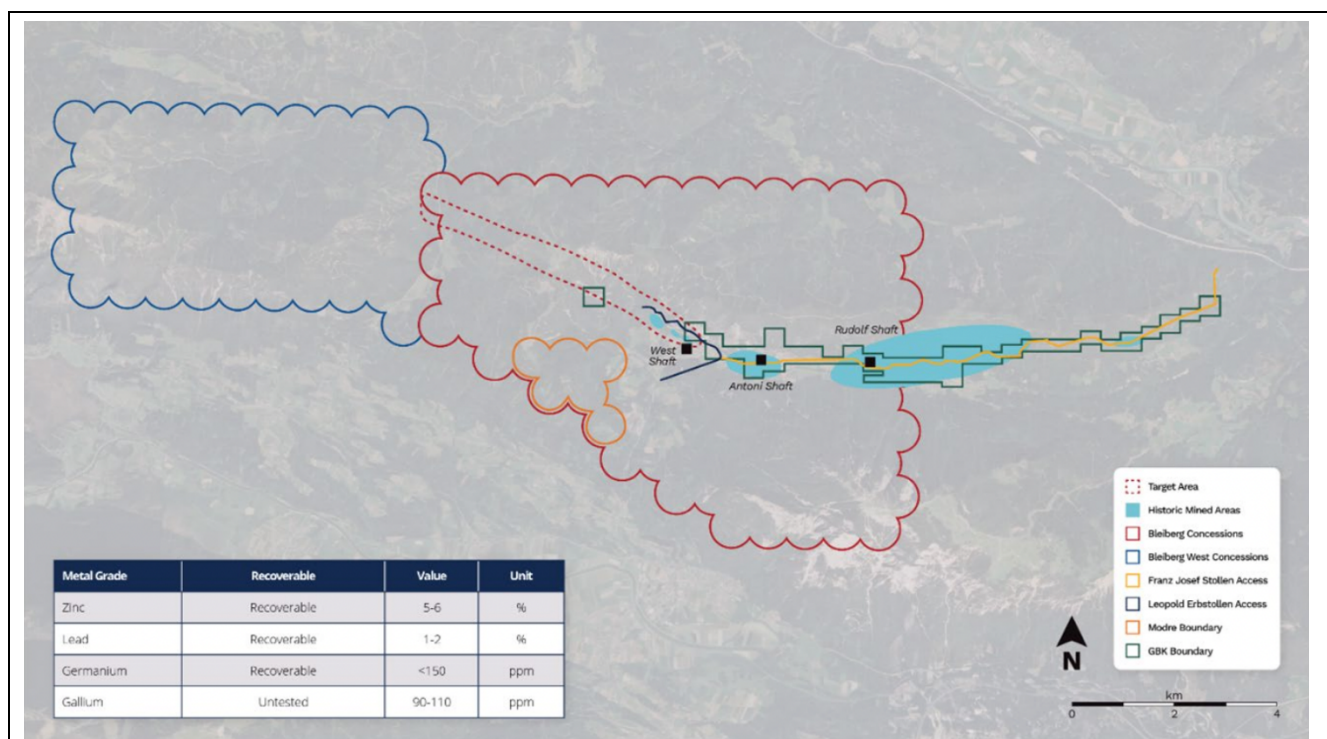 Rudolf Shaft
West
Shaft
Antoni Shaft
Target Area
Historic Mined Areas
Bleiberg Concessions
Bleiberg West Concessions
Franz Josef Stollen Access
Leopold Erbstollen Access
Modre Boundary
GBK Boundary
N
km
0 2 4
Metal Grade Recoverable Value Unit
Zinc Recoverable 5-6 %
Lead Recoverable 1-2 %
Germanium Recoverable <150 ppm
Gallium Untested 90-110 ppm